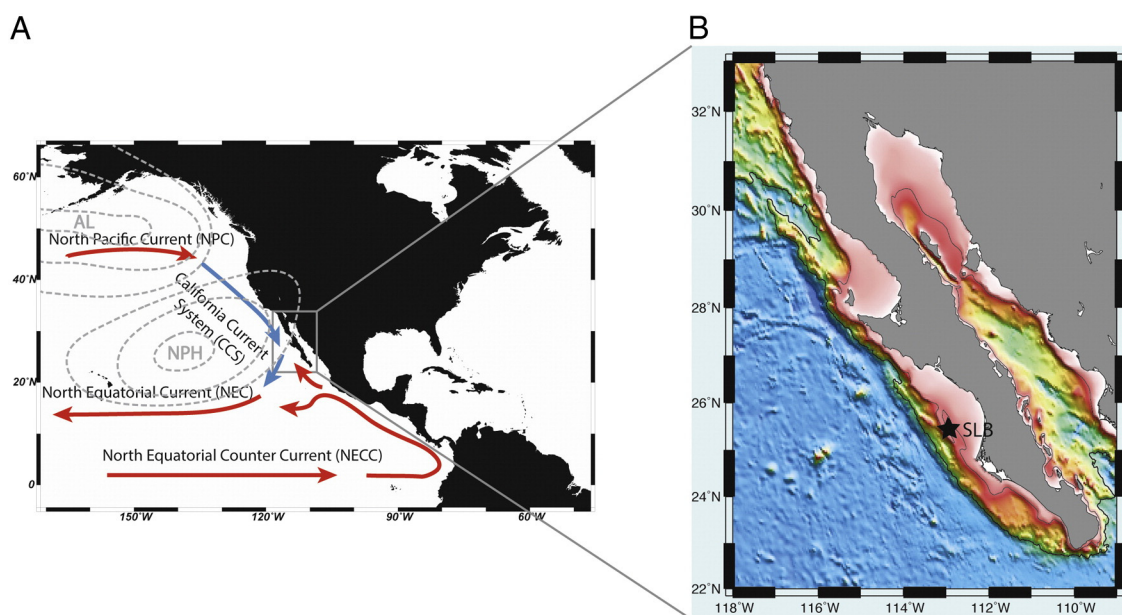 A
B
60˚N
40˚N
20˚N
0
150˚W
120˚W
90˚W
60˚W
AL
North Pacific Current (NPC)
California Current
System (CCS)
NPH
North Equatorial Current (NEC)
North Equatorial Counter Current (NECC)
32˚N
30˚N
28˚N
26˚N
24˚N
22˚N
118˚W
116˚W
114˚W
112˚W
110˚W
SLB